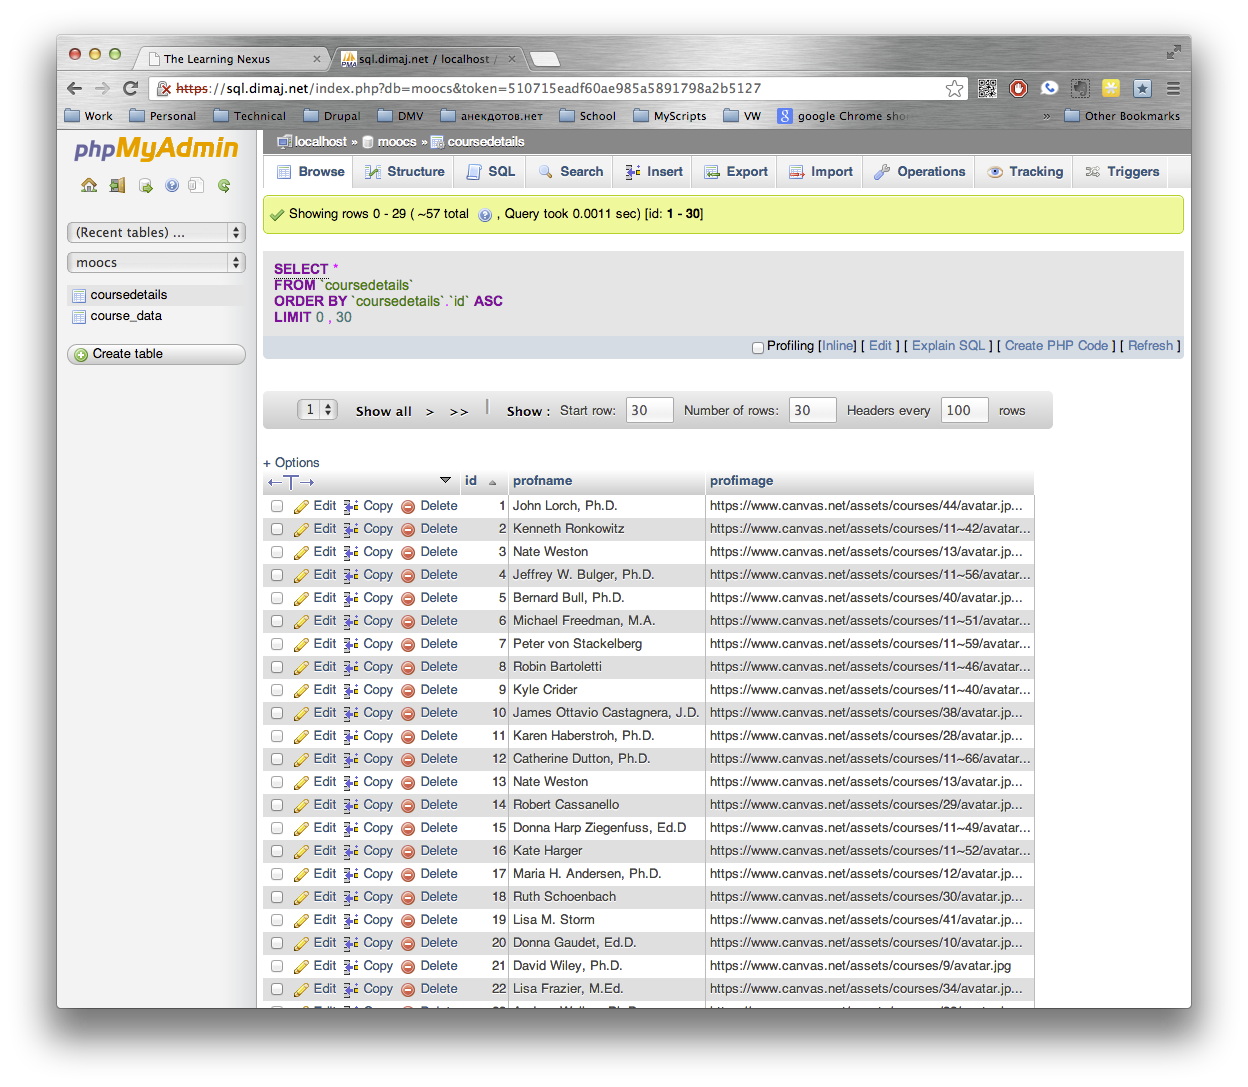 The Learning Nexus
sql.dimaj.net / localhost /
https://sql.dimaj.net/index.php?db=moocs&token=510715eadf60ae985a5891798a2b5127
Work Personal Technical Drupal DMV анекдотов.нет School MyScripts VW google Chrome sho » Other Bookmarks
phpMyAdmin
(Recent tables) ...
moocs
coursedetails
course_data
Create table
localhost » moocs » coursedetails
Browse Structure SQL Search Insert Export Import Operations Tracking Triggers
Showing rows 0 - 29 ( ~57 total , Query took 0.0011 sec) [id: 1 - 30]
SELECT *
FROM `coursedetails`
ORDER BY `coursedetails`.`id` ASC
LIMIT 0 , 30
Profiling [Inline] [ Edit ] [ Explain SQL ] [ Create PHP Code ] [ Refresh ]
1 Show all > >> Show : Start row: 30 Number of rows: 30 Headers every 100 rows
+ Options
←T→ id profname profimage
Edit Copy Delete 1 John Lorch, Ph.D. https://www.canvas.net/assets/courses/44/avatar.jp...
Edit Copy Delete 2 Kenneth Ronkowitz https://www.canvas.net/assets/courses/11~42/avatar...
Edit Copy Delete 3 Nate Weston https://www.canvas.net/assets/courses/13/avatar.jp...
Edit Copy Delete 4 Jeffrey W. Bulger, Ph.D. https://www.canvas.net/assets/courses/11~56/avatar...
Edit Copy Delete 5 Bernard Bull, Ph.D. https://www.canvas.net/assets/courses/40/avatar.jp...
Edit Copy Delete 6 Michael Freedman, M.A. https://www.canvas.net/assets/courses/11~51/avatar...
Edit Copy Delete 7 Peter von Stackelberg https://www.canvas.net/assets/courses/11~59/avatar...
Edit Copy Delete 8 Robin Bartoletti https://www.canvas.net/assets/courses/11~46/avatar...
Edit Copy Delete 9 Kyle Crider https://www.canvas.net/assets/courses/11~40/avatar...
Edit Copy Delete 10 James Ottavio Castagnera, J.D. https://www.canvas.net/assets/courses/38/avatar.jp...
Edit Copy Delete 11 Karen Haberstroh, Ph.D. https://www.canvas.net/assets/courses/28/avatar.jp...
Edit Copy Delete 12 Catherine Dutton, Ph.D. https://www.canvas.net/assets/courses/11~66/avatar...
Edit Copy Delete 13 Nate Weston https://www.canvas.net/assets/courses/13/avatar.jp...
Edit Copy Delete 14 Robert Cassanello https://www.canvas.net/assets/courses/29/avatar.jp...
Edit Copy Delete 15 Donna Harp Ziegenfuss, Ed.D https://www.canvas.net/assets/courses/11~49/avatar...
Edit Copy Delete 16 Kate Harger https://www.canvas.net/assets/courses/11~52/avatar...
Edit Copy Delete 17 Maria H. Andersen, Ph.D. https://www.canvas.net/assets/courses/12/avatar.jp...
Edit Copy Delete 18 Ruth Schoenbach https://www.canvas.net/assets/courses/30/avatar.jp...
Edit Copy Delete 19 Lisa M. Storm https://www.canvas.net/assets/courses/41/avatar.jp...
Edit Copy Delete 20 Donna Gaudet, Ed.D. https://www.canvas.net/assets/courses/10/avatar.jp...
Edit Copy Delete 21 David Wiley, Ph.D. https://www.canvas.net/assets/courses/9/avatar.jpg
Edit Copy Delete 22 Lisa Frazier, M.Ed. https://www.canvas.net/assets/courses/34/avatar.jp...